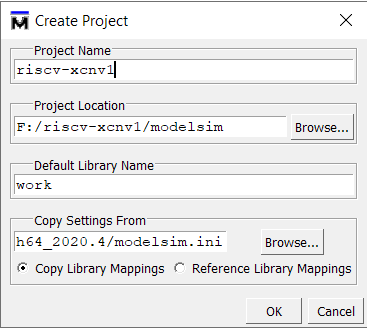 Create Project
Project Name
riscv-xcnv1
Project Location
F:/riscv-xcnv1/modelsim
Browse...
Default Library Name
work
Copy Settings From
h64_2020.4/modelsim.ini
Browse...
Copy Library Mappings
Reference Library Mappings
OK
Cancel